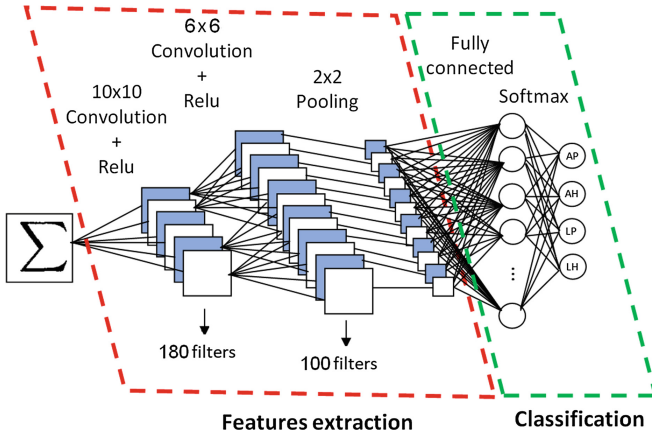 6x6
Convolution
+
Relu
10x10
Convolution
+
Relu
2x2
Pooling
Fully
connected
Softmax
Σ
AP
AH
LP
LH
...
180 filters
100 filters
Features extraction
Classification